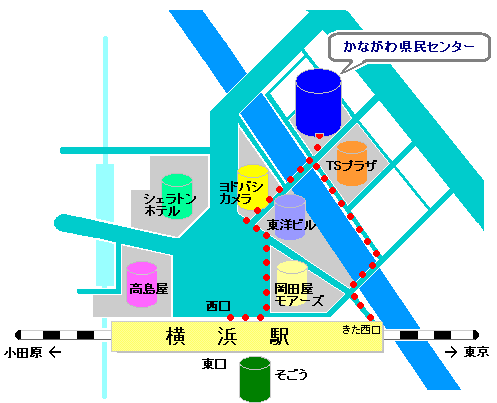 かながわ県民センター
TSプラザ
ヨドバシ
カメラ
シェラトン
ホテル
東洋ビル
高島屋
岡田屋
モアーズ
西口
きた西口
横浜駅
小田原 ←
→ 東京
東口
そごう